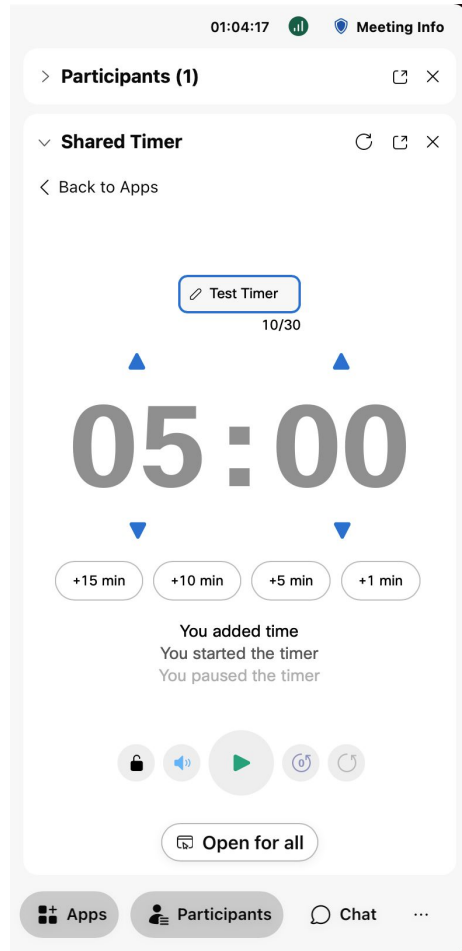 01:04:17 Meeting Info
Participants (1)
Shared Timer
Back to Apps
Test Timer
10/30
05:00
+15 min +10 min +5 min +1 min
You added time
You started the timer
You paused the timer
0
Open for all
Apps Participants Chat ...